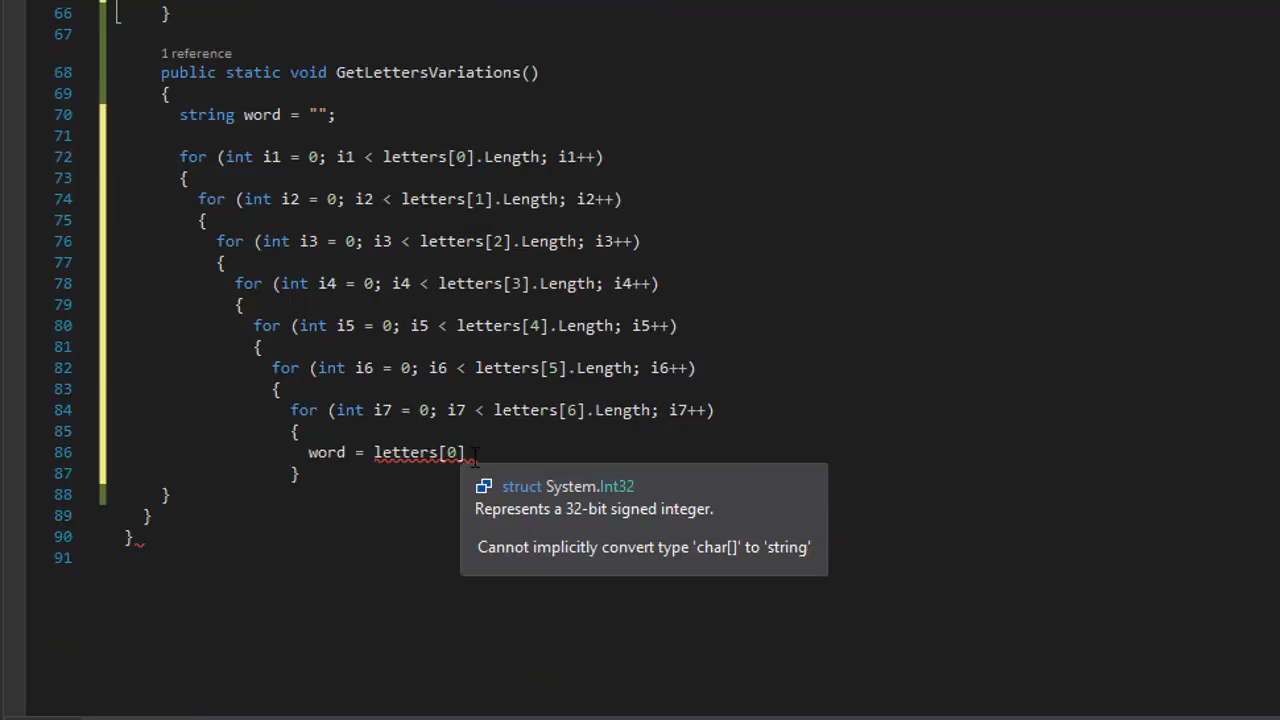 66 }
67
1 reference
68 public static void GetLettersVariations()
69 {
70 string word = "";
71
72 for (int i1 = 0; i1 < letters[0].Length; i1++)
73 {
74 for (int i2 = 0; i2 < letters[1].Length; i2++)
75 {
76 for (int i3 = 0; i3 < letters[2].Length; i3++)
77 {
78 for (int i4 = 0; i4 < letters[3].Length; i4++)
79 {
80 for (int i5 = 0; i5 < letters[4].Length; i5++)
81 {
82 for (int i6 = 0; i6 < letters[5].Length; i6++)
83 {
84 for (int i7 = 0; i7 < letters[6].Length; i7++)
85 {
86 word = letters[0]
87 }
struct System.Int32
88 }
Represents a 32-bit signed integer.
89 }
90 }
Cannot implicitly convert type 'char[]' to 'string'
91